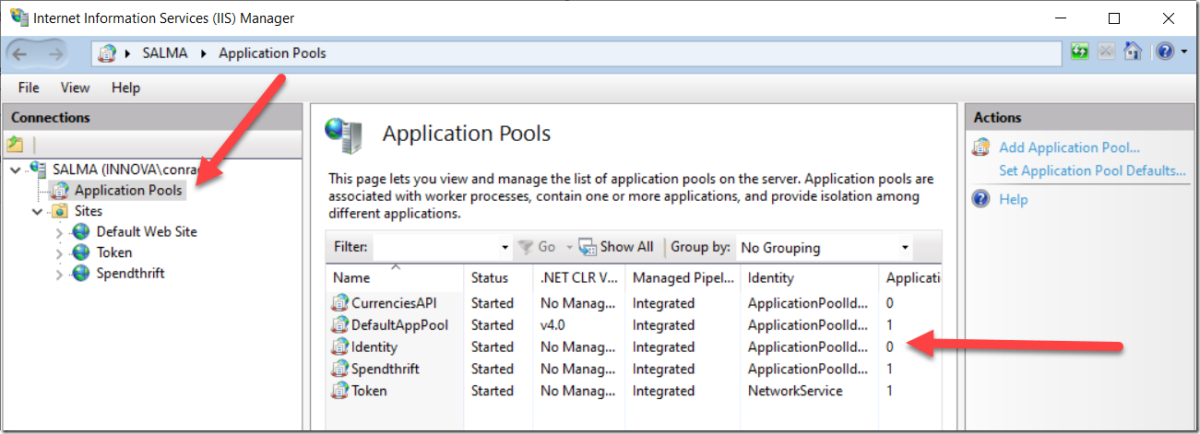 Internet Information Services (IIS) Manager
SALMA Application Pools
File View Help
Connections
SALMA (INNOVA\conra
Application Pools
Sites
Default Web Site
Token
Spendthrift
Application Pools
This page lets you view and manage the list of application pools on the server. Application pools are
associated with worker processes, contain one or more applications, and provide isolation among
different applications.
Filter: Go Show All Group by: No Grouping
Name Status .NET CLR V... Managed Pipel... Identity Applicati
CurrenciesAPI Started No Manag... Integrated ApplicationPoolId... 0
DefaultAppPool Started v4.0 Integrated ApplicationPoolId... 1
Identity Started No Manag... Integrated ApplicationPoolId... 0
Spendthrift Started No Manag... Integrated ApplicationPoolId... 1
Token Started No Manag... Integrated NetworkService 1
Actions
Add Application Pool...
Set Application Pool Defaults...
Help